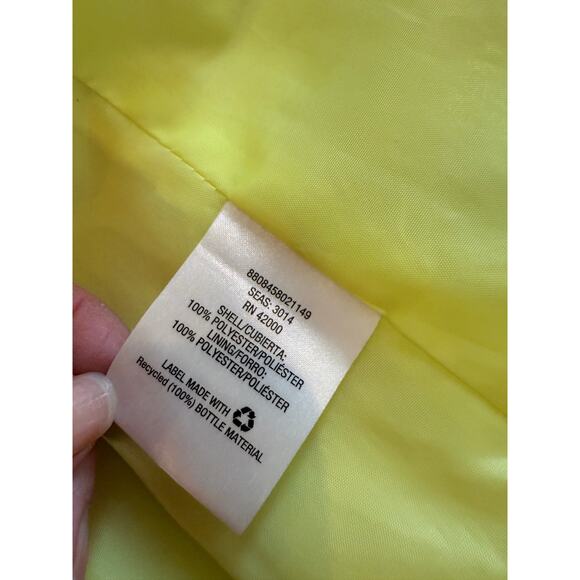 8808458021149
SEAS: 3014
RN 42000
SHELL/CUBIERTA:
100% POLYESTER/POLIÉSTER
LINING/FORRO:
100% POLYESTER/POLIÉSTER
LABEL MADE WITH
Recycled (100%) BOTTLE MATERIAL